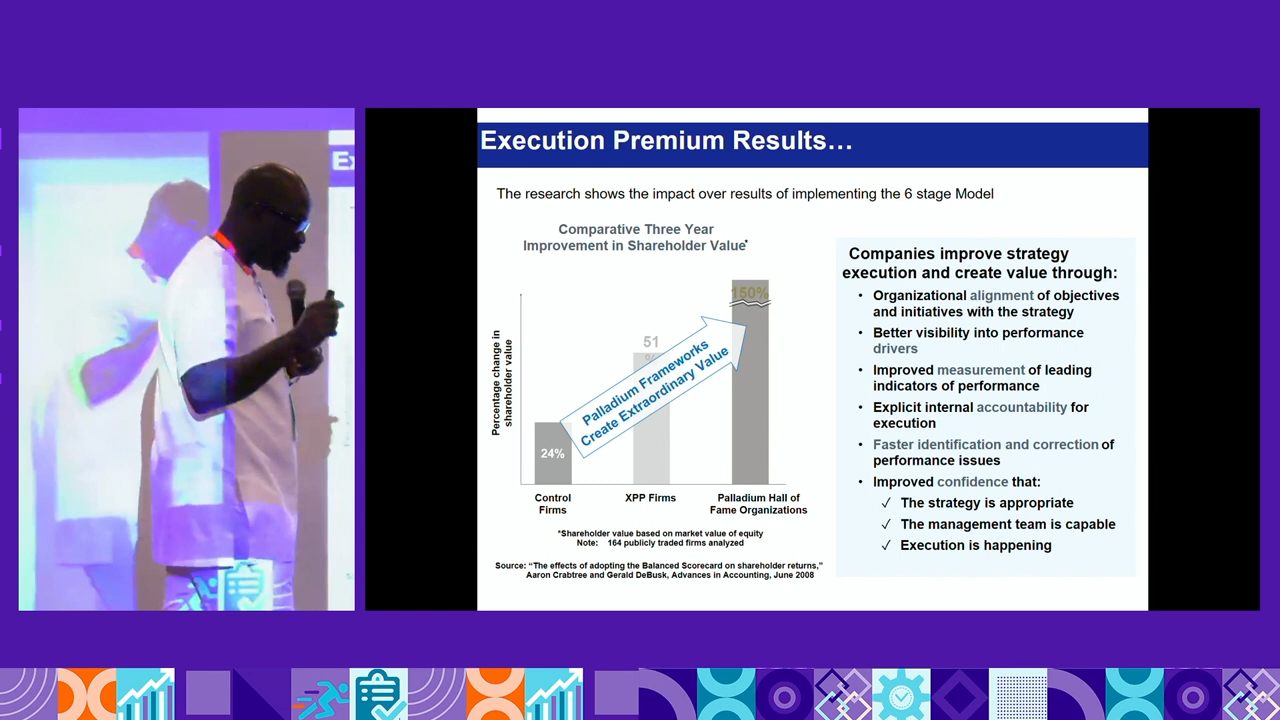 Ex
Execution Premium Results…
The research shows the impact over results of implementing the 6 stage Model
Comparative Three Year
Improvement in Shareholder Value*
Percentage change in
shareholder value
24%
51
%
150%
Palladium Frameworks
Create Extraordinary Value
Control
Firms
XPP Firms
Palladium Hall of
Fame Organizations
*Shareholder value based on market value of equity
Note: 164 publicly traded firms analyzed
Source: “The effects of adopting the Balanced Scorecard on shareholder returns,”
Aaron Crabtree and Gerald DeBusk, Advances in Accounting, June 2008
Companies improve strategy
execution and create value through:
• Organizational alignment of objectives
and initiatives with the strategy
• Better visibility into performance
drivers
• Improved measurement of leading
indicators of performance
• Explicit internal accountability for
execution
• Faster identification and correction of
performance issues
• Improved confidence that:
✓ The strategy is appropriate
✓ The management team is capable
✓ Execution is happening